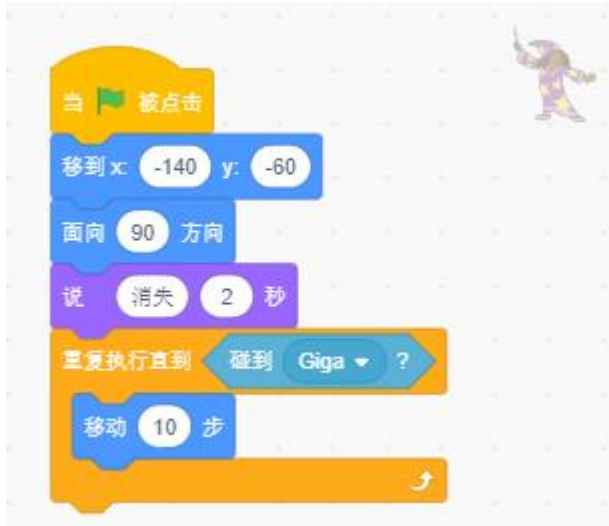 当 被点击
移到 x: -140 y: -60
面向 90 方向
说 消失 2 秒
重复执行直到 碰到 Giga ?
移动 10 步